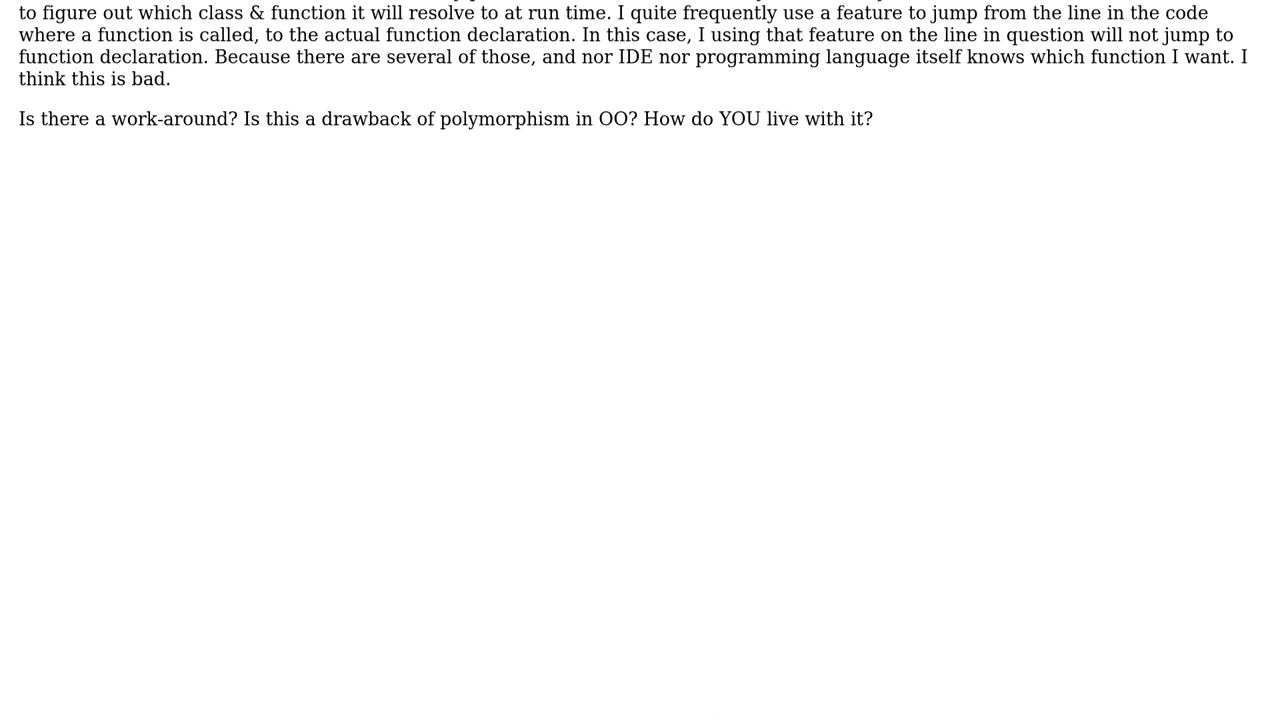 to figure out which class & function it will resolve to at run time. I quite frequently use a feature to jump from the line in the code
where a function is called, to the actual function declaration. In this case, I using that feature on the line in question will not jump to
function declaration. Because there are several of those, and nor IDE nor programming language itself knows which function I want. I
think this is bad.
Is there a work-around? Is this a drawback of polymorphism in OO? How do YOU live with it?